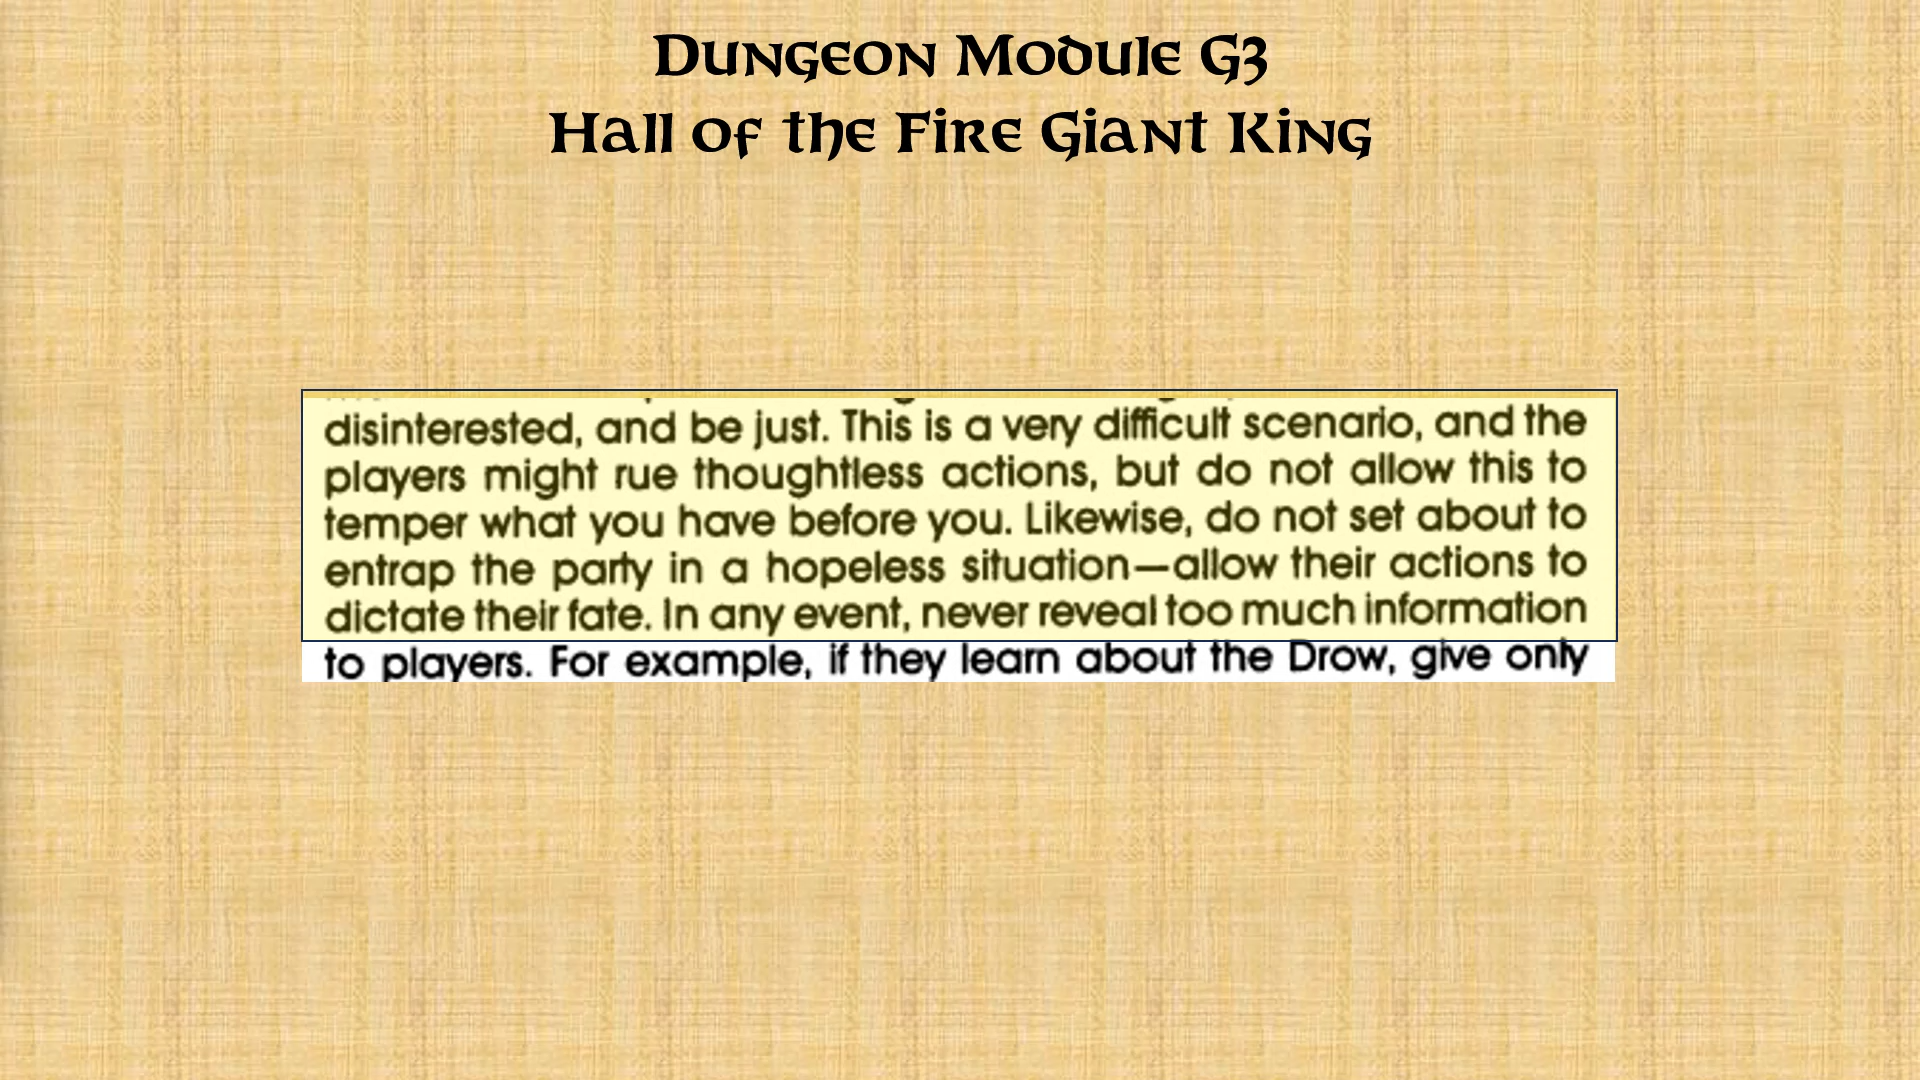 Dungeon Module G3
Hall of the Fire Giant King
disinterested, and be just. This is a very difficult scenario, and the
players might rue thoughtless actions, but do not allow this to
temper what you have before you. Likewise, do not set about to
entrap the party in a hopeless situation—allow their actions to
dictate their fate. In any event, never reveal too much information
to players. For example, if they learn about the Drow, give only